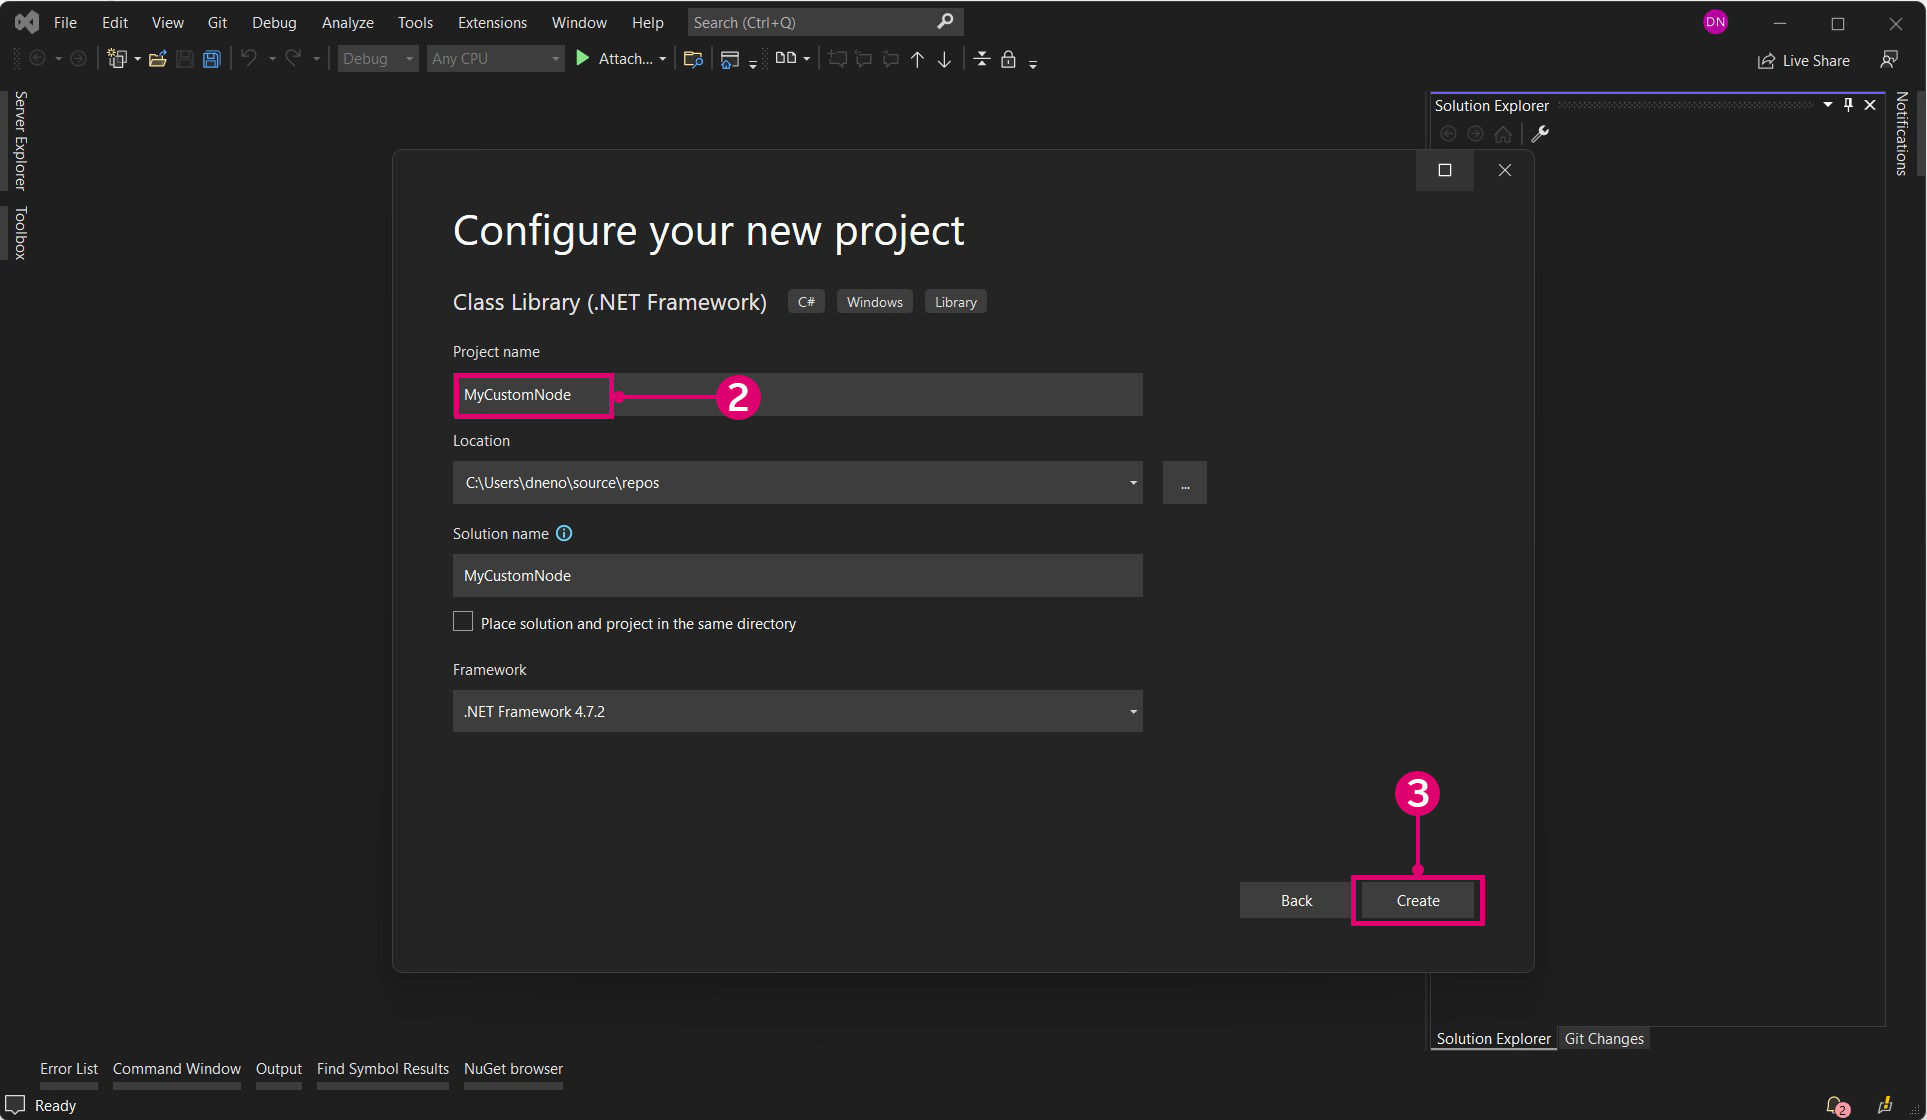 File Edit View Git Debug Analyze Tools Extensions Window Help Search (Ctrl+Q) DN
Debug Any CPU Attach... Live Share
Server Explorer
Toolbox
Solution Explorer
Notifications
Configure your new project
Class Library (.NET Framework) C# Windows Library
Project name
MyCustomNode 2
Location
C:\Users\dneno\source\repos ...
Solution name
MyCustomNode
Place solution and project in the same directory
Framework
.NET Framework 4.7.2
3
Back Create
Solution Explorer Git Changes
Error List Command Window Output Find Symbol Results NuGet browser
Ready 2